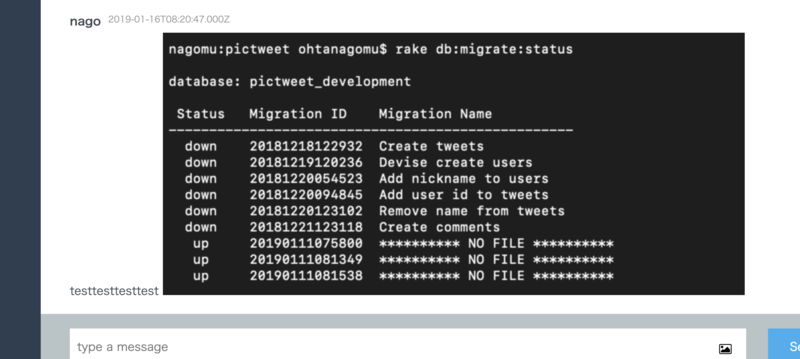 nago 2019-01-16T08:20:47.000Z
nagomu:pictweet ohtanagomu$ rake db:migrate:status
database: pictweet_development
Status Migration ID Migration Name
--------------------------------------------------
down 20181218122932 Create tweets
down 20181219120236 Devise create users
down 20181220054523 Add nickname to users
down 20181220094845 Add user id to tweets
down 20181220123102 Remove name from tweets
down 20181221123118 Create comments
up 20190111075800 ********** NO FILE **********
up 20190111081349 ********** NO FILE **********
up 20190111081538 ********** NO FILE **********
testtesttesttest
type a message
Se